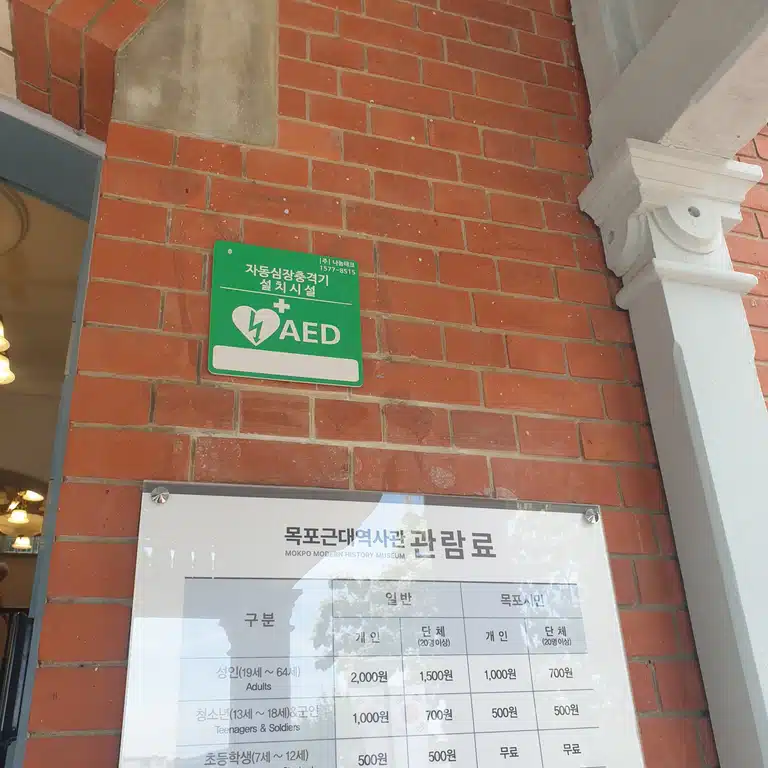 (주) 나눔테크
1577-8515
자동심장충격기
설치시설
AED
목포근대역사관 관람료
MOKPO MODERN HISTORY MUSEUM
구분 일반 목포시민
개인 단체 개인 단체
(20명이상) (20명이상)
성인(19세 ~ 64세) 2,000원 1,500원 1,000원 700원
Adults
청소년(13세 ~ 18세)&군인 1,000원 700원 500원 500원
Teenagers & Soldiers
초등학생(7세 ~ 12세) 500원 500원 무료 무료